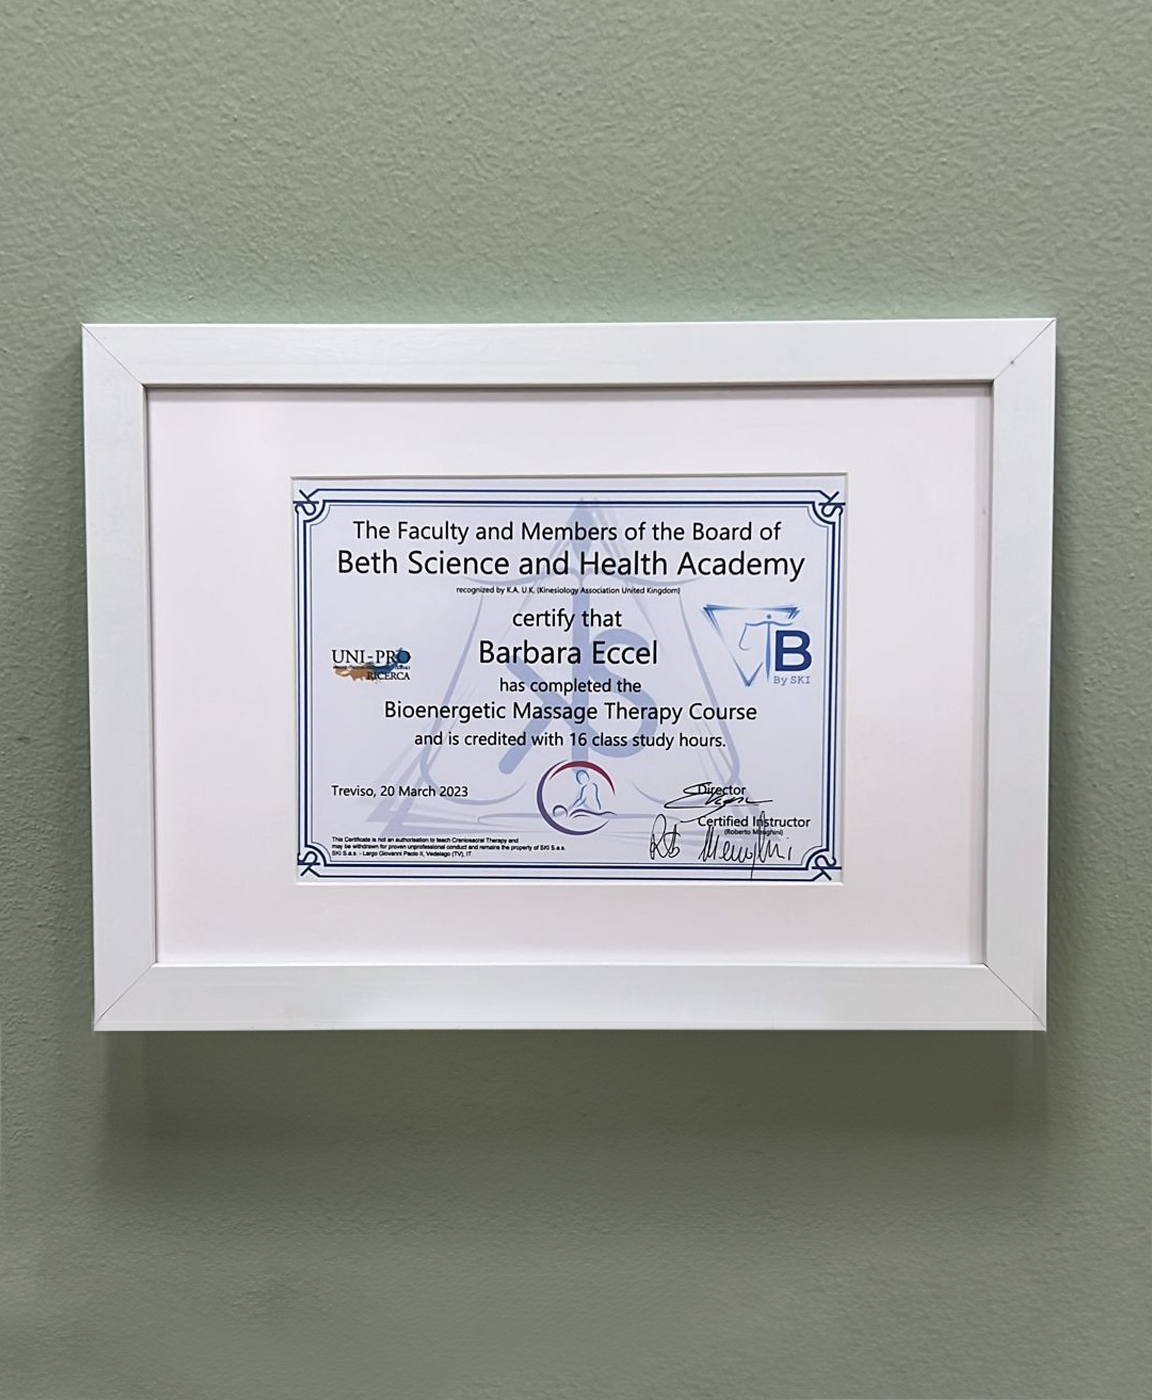 The Faculty and Members of the Board of
Beth Science and Health Academy
recognized by K.A. U.K. (Kinesiology Association United Kingdom)
certify that
Barbara Eccel
UNI-PRO
RICERCA
B
By SKI
has completed the
Bioenergetic Massage Therapy Course
and is credited with 16 class study hours.
Treviso, 20 March 2023
Director
Certified Instructor
(Roberto Meneghini)
This Certificate is not an authorisation to teach Craniosacral Therapy and
may be withdrawn for proven unprofessional conduct and remains the property of SKI S.a.s.
SKI S.a.s. - Largo Giovanni Paolo II, Vedelago (TV), IT